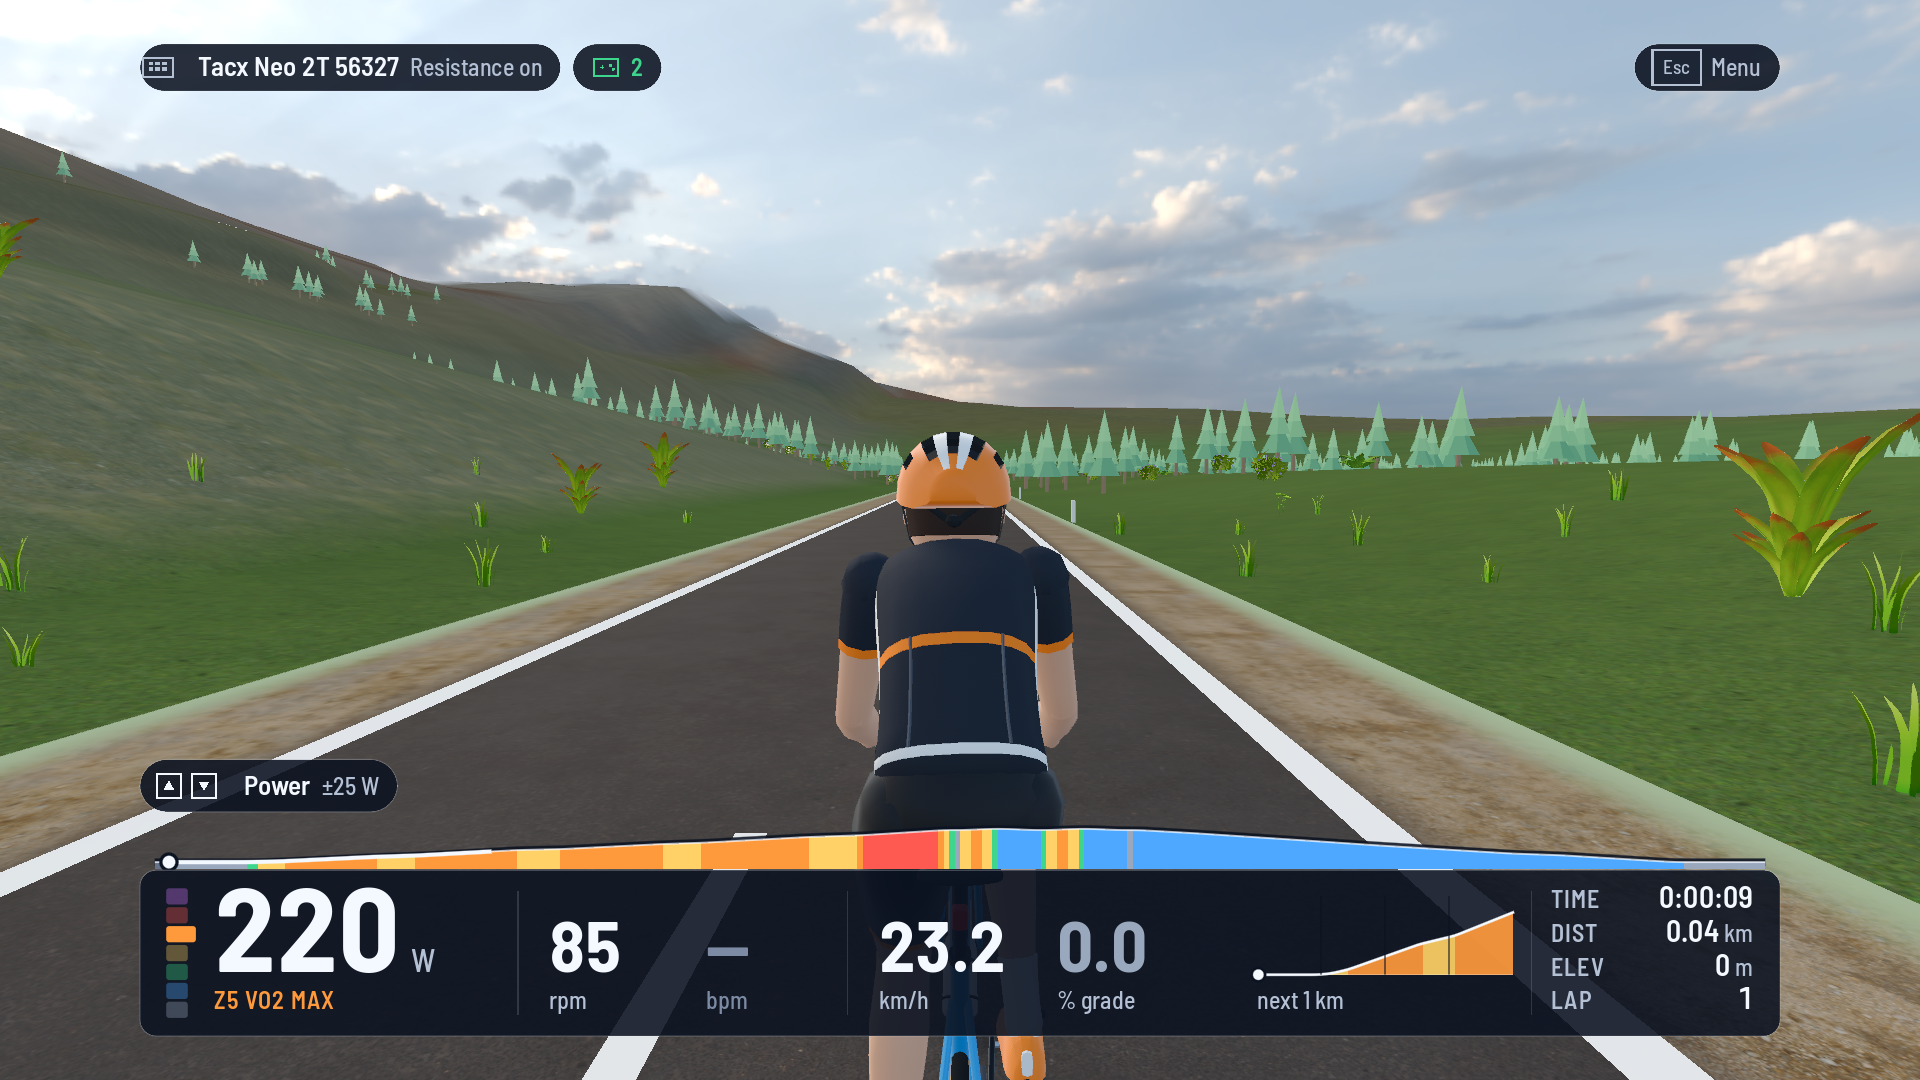 Tacx Neo 2T 56327 Resistance on
2
Esc Menu
Power ±25 W
220 W
Z5 VO2 MAX
85
rpm
–
bpm
23.2
km/h
0.0
% grade
next 1 km
TIME 0:00:09
DIST 0.04 km
ELEV 0 m
LAP 1